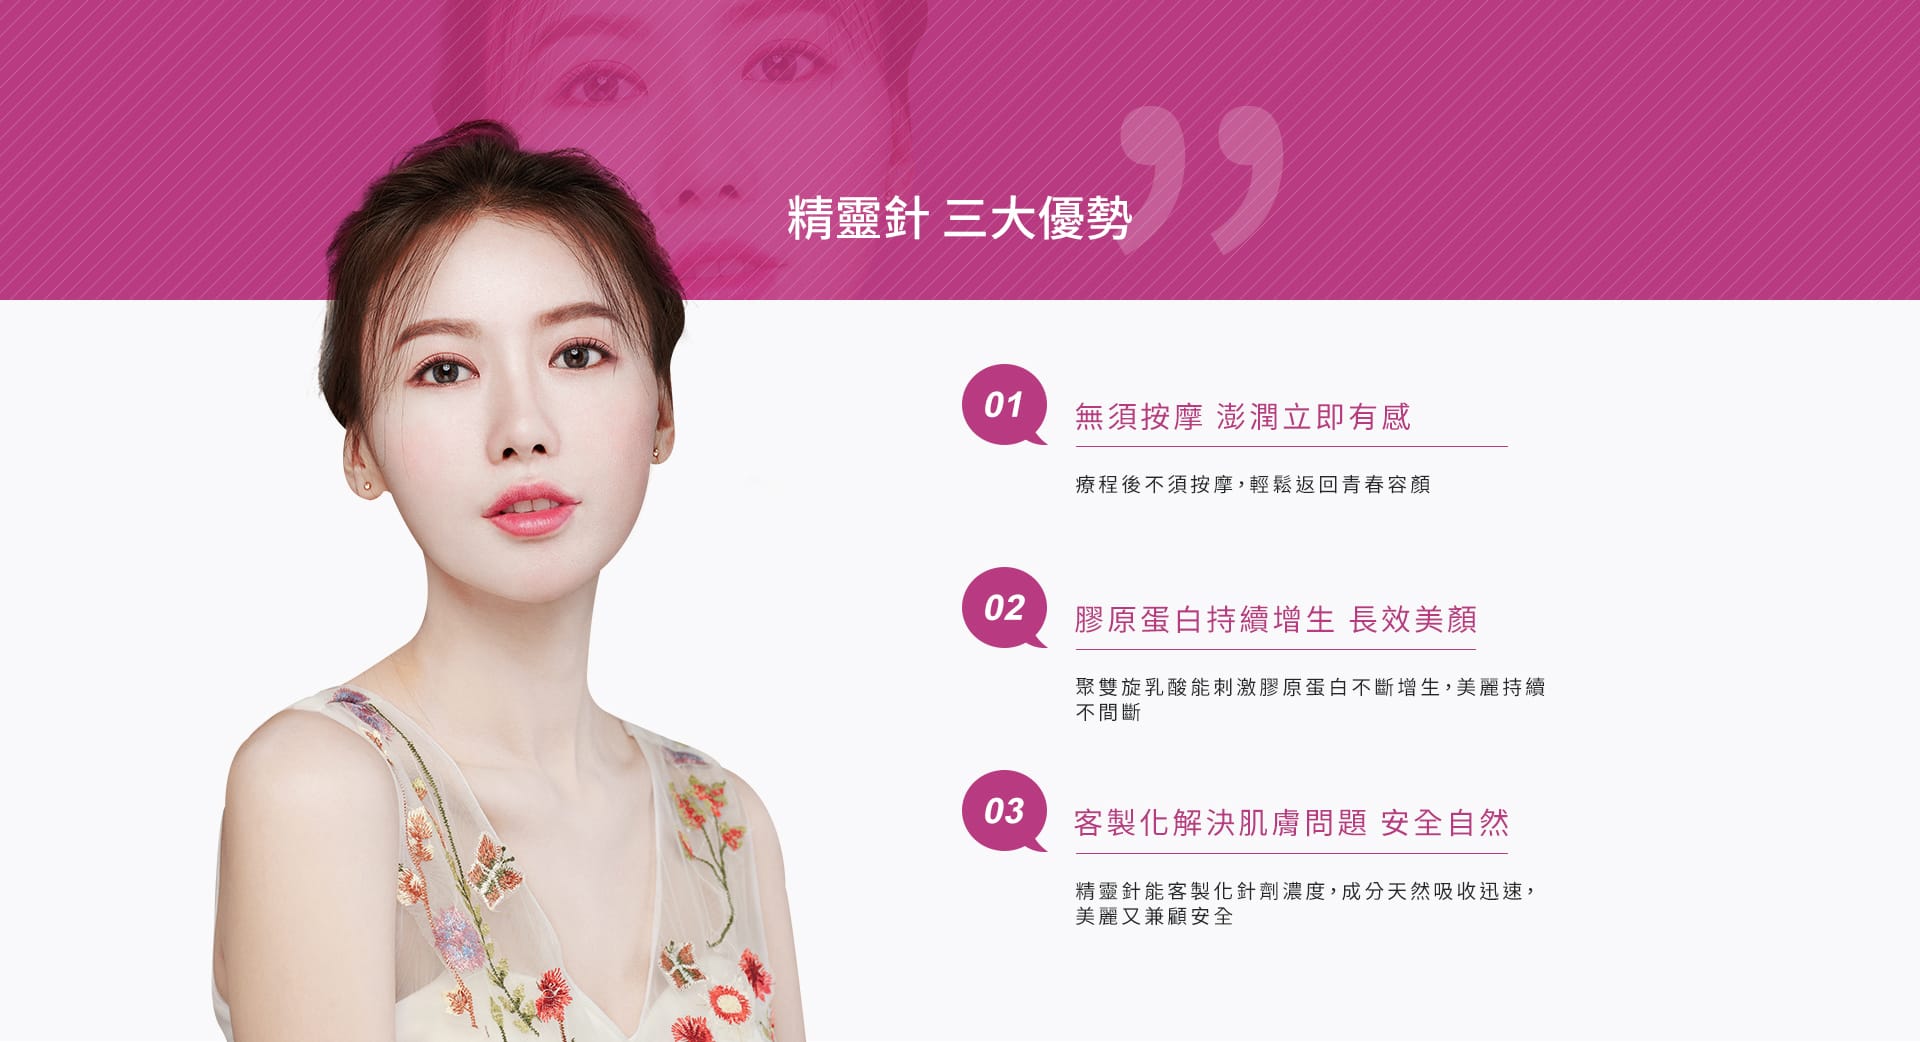 精靈針 三大優勢
01
無須按摩 澎潤立即有感
療程後不須按摩，輕鬆返回青春容顏
02
膠原蛋白持續增生 長效美顏
聚雙旋乳酸能刺激膠原蛋白不斷增生，美麗持續
不間斷
03
客製化解決肌膚問題 安全自然
精靈針能客製化針劑濃度，成分天然吸收迅速，
美麗又兼顧安全